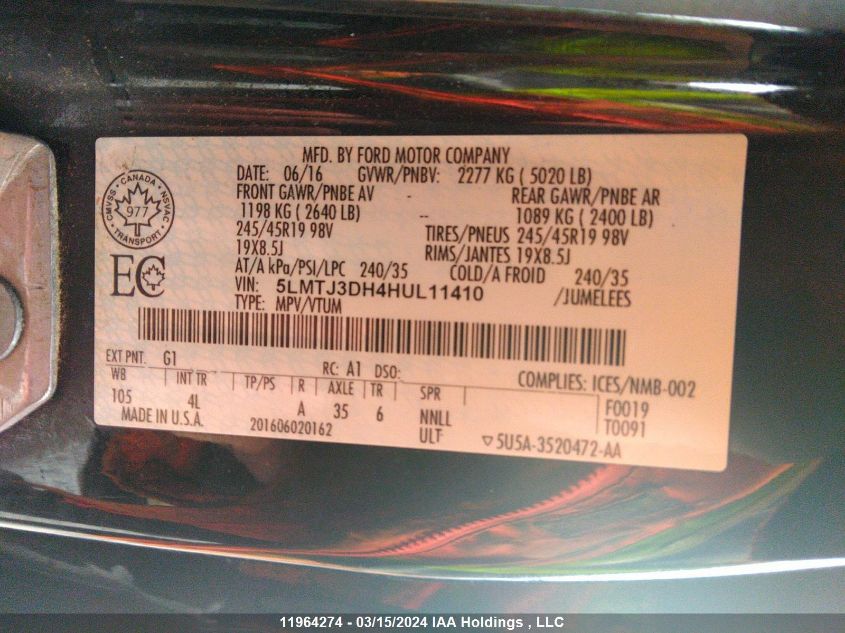 MFD. BY FORD MOTOR COMPANY
DATE: 06/16 GVWR/PNBV: 2277 KG ( 5020 LB)
FRONT GAWR/PNBE AV - REAR GAWR/PNBE AR
1198 KG ( 2640 LB) -- 1089 KG ( 2400 LB)
245/45R19 98V TIRES/PNEUS 245/45R19 98V
19X8.5J RIMS/JANTES 19X8.5J
AT/A kPa/PSI/LPC 240/35 COLD/A FROID 240/35
VIN: 5LMTJ3DH4HUL11410 /JUMELEES
TYPE: MPV/VTUM
CANADA
CMVSS NSVAC
977
TRANSPORT
EC
EXT PNT. G1 RC: A1 DSO: COMPLIES: ICES/NMB-002
WB INT TR TP/PS R AXLE TR SPR F0019
105 4L A 35 6 NNLL T0091
MADE IN U.S.A. 201606020162 ULT ▽5U5A-3520472-AA
11964274 - 03/15/2024 IAA Holdings , LLC